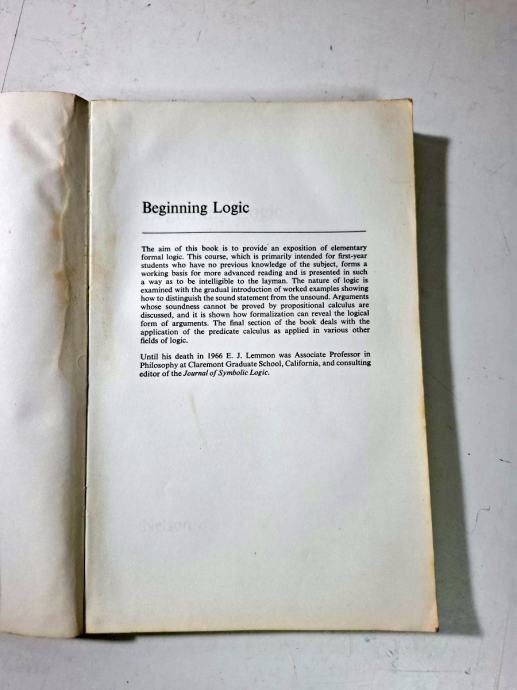 Beginning Logic
The aim of this book is to provide an exposition of elementary
formal logic. This course, which is primarily intended for first-year
students who have no previous knowledge of the subject, forms a
working basis for more advanced reading and is presented in such
a way as to be intelligible to the layman. The nature of logic is
examined with the gradual introduction of worked examples showing
how to distinguish the sound statement from the unsound. Arguments
whose soundness cannot be proved by propositional calculus are
discussed, and it is shown how formalization can reveal the logical
form of arguments. The final section of the book deals with the
application of the predicate calculus as applied in various other
fields of logic.
Until his death in 1966 E. J. Lemmon was Associate Professor in
Philosophy at Claremont Graduate School, California, and consulting
editor of the Journal of Symbolic Logic.
Nelson